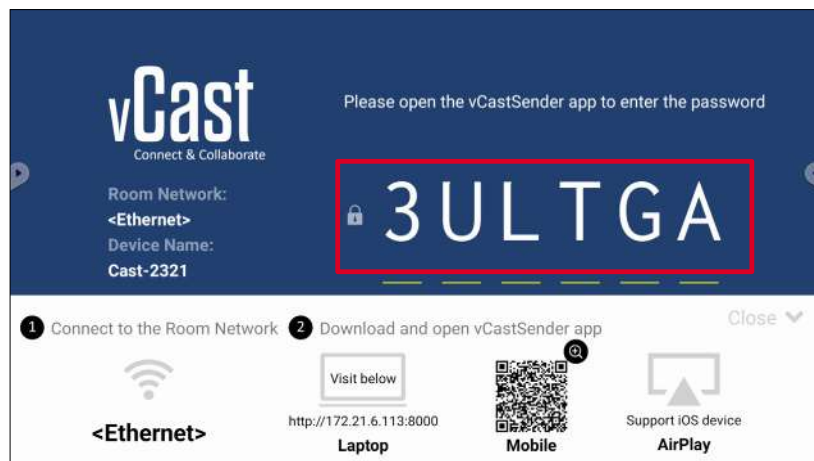 vCast
Connect & Collaborate
Please open the vCastSender app to enter the password
Room Network:
<Ethernet>
Device Name:
Cast-2321
3ULTGA
1 Connect to the Room Network
2 Download and open vCastSender app
Close
<Ethernet>
Visit below
http://172.21.6.113:8000
Laptop
Mobile
Support iOS device
AirPlay